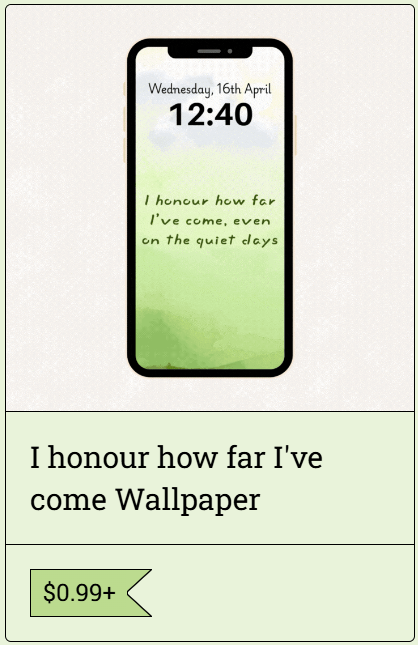 Wednesday, 16th April
12:40
I honour how far
I've come, even
on the quiet days
I honour how far I've
come Wallpaper
$0.99+